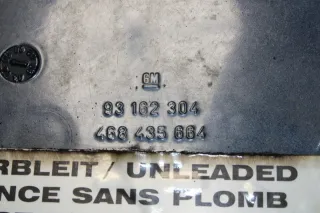 GM
93 162 304
468 435 664
RBLEIT / UNLEADED
NCE SANS PLOMB